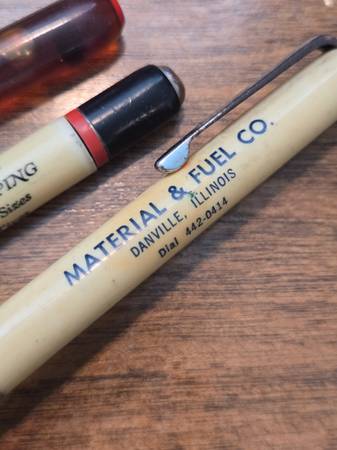 PING
Sizes
MATERIAL & FUEL CO.
DANVILLE, ILLINOIS
Dial 442-0414